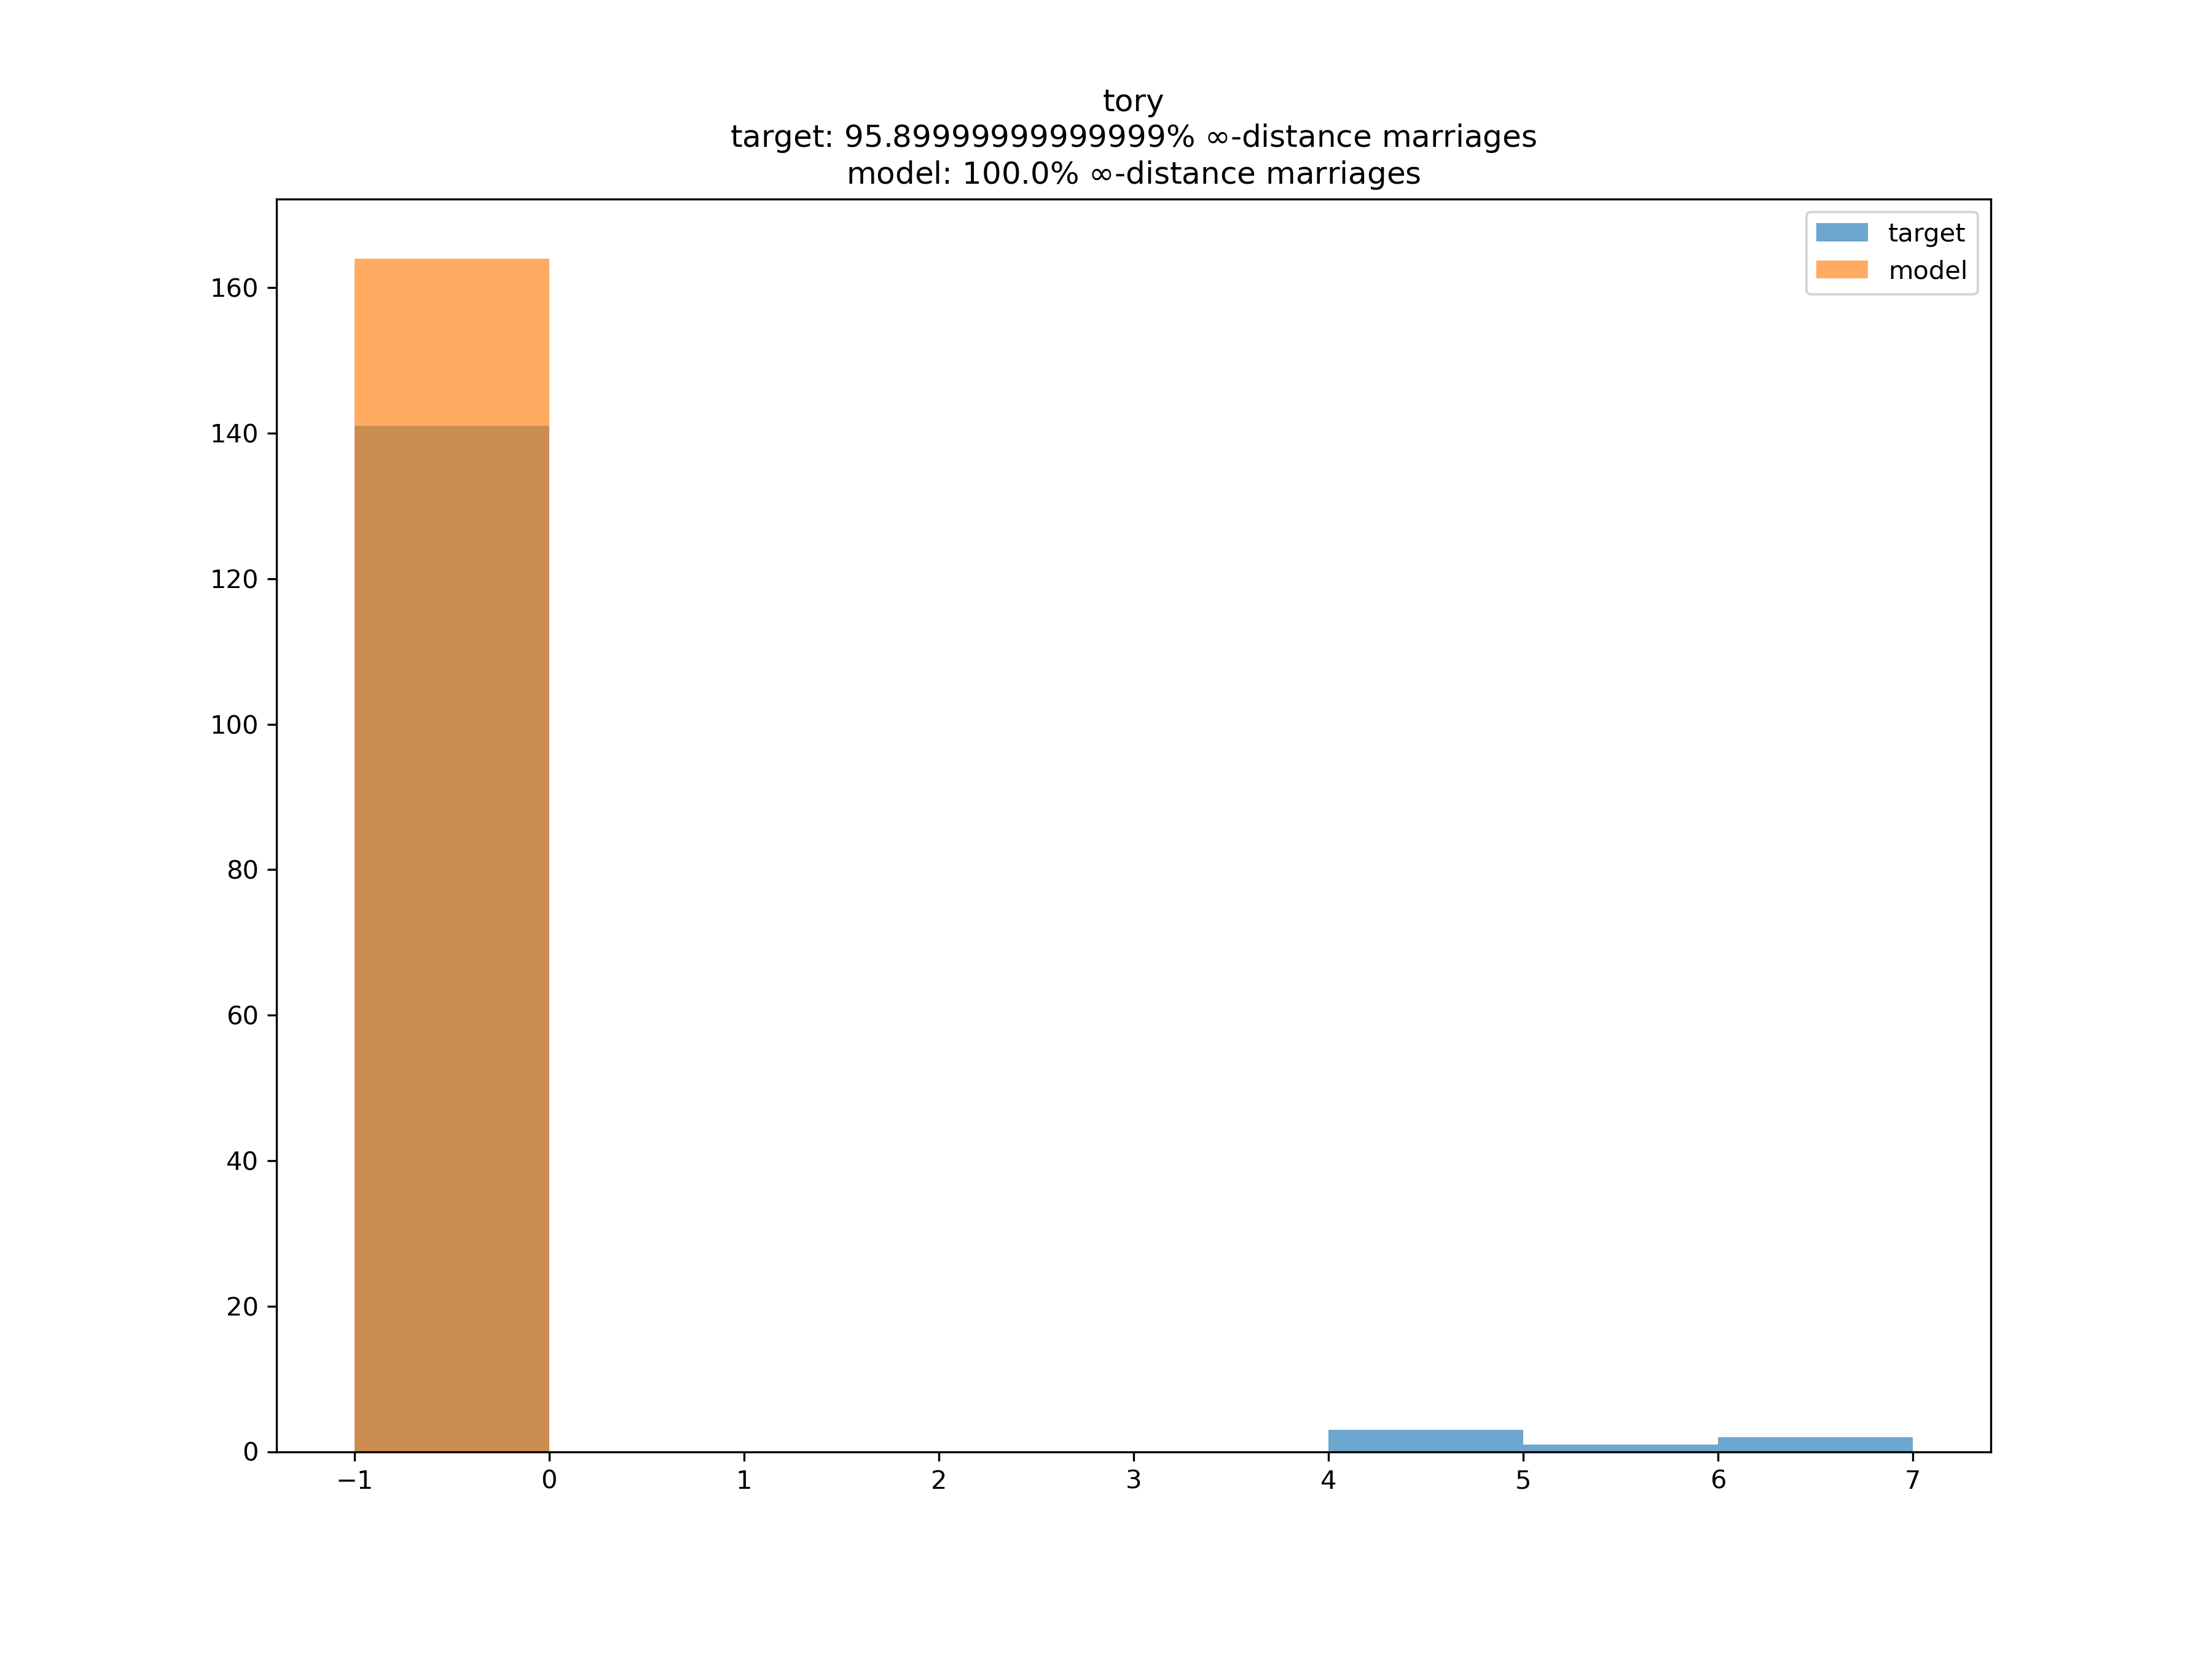 tory
target: 95.89999999999999% ∞-distance marriages
model: 100.0% ∞-distance marriages
target
model
160
140
120
100
80
60
40
20
0
−1 0 1 2 3 4 5 6 7